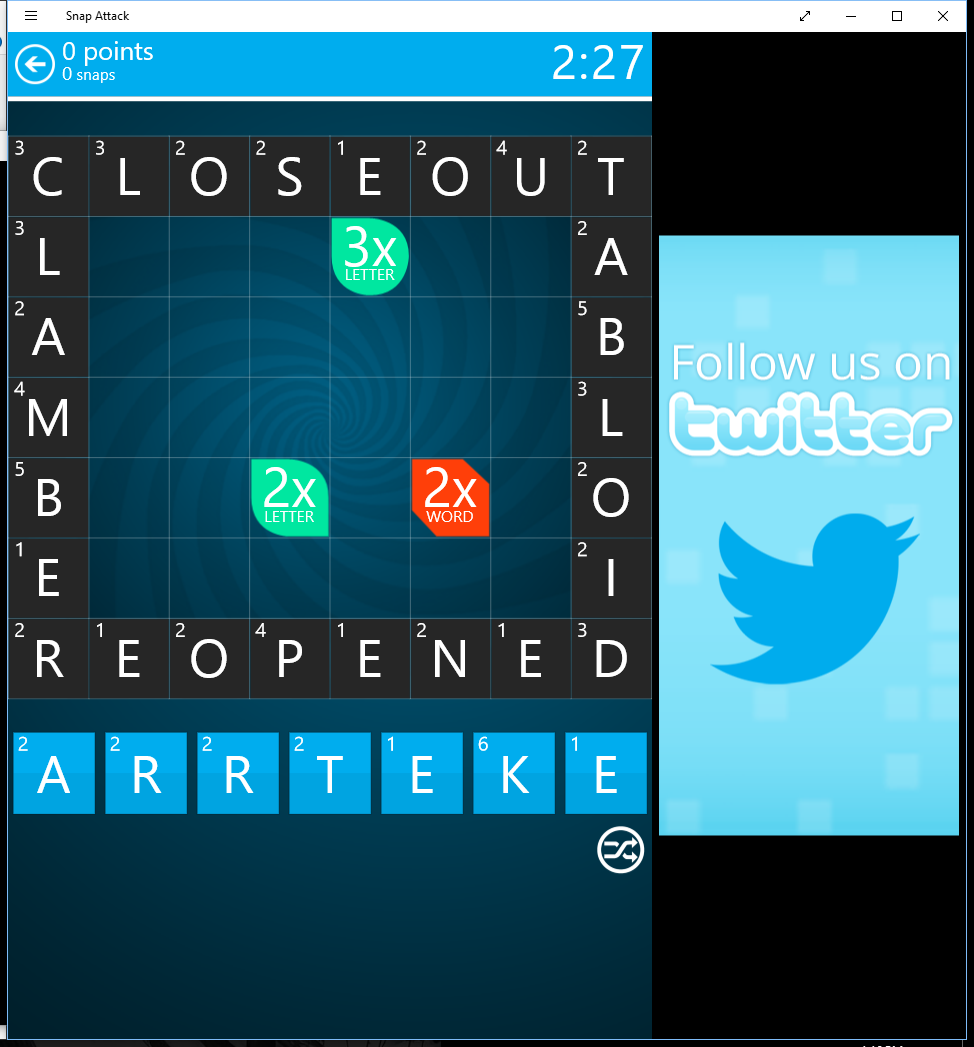 Snap Attack
0 points
0 snaps
2:27
3 C 3 L 2 O 2 S 1 E 2 O 4 U 2 T
3 L 3x LETTER 2 A
2 A 5 B
4 M 3 L
5 B 2x LETTER 2x WORD 2 O
1 E 2 I
2 R 1 E 2 O 4 P 1 E 2 N 1 E 3 D
2 A 2 R 2 R 2 T 1 E 6 K 1 E
Follow us on
twitter